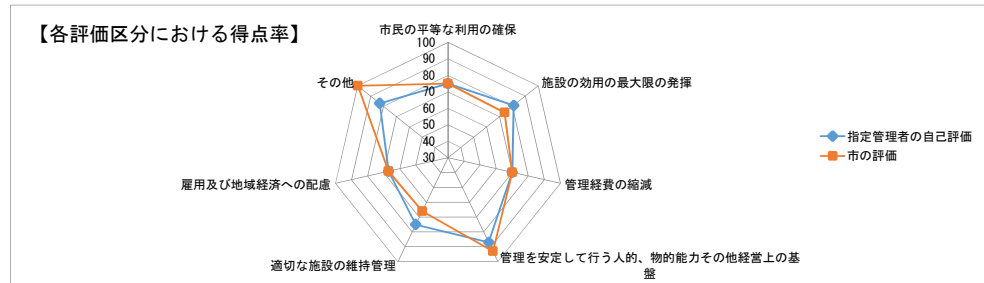 【各評価区分における得点率】
市民の平等な利用の確保
100
90
80
70
60
50
40
30
施設の効用の最大限の発揮
管理経費の縮減
管理を安定して行う人的、物的能力その他経営上の基
盤
適切な施設の維持管理
雇用及び地域経済への配慮
その他
指定管理者の自己評価
市の評価